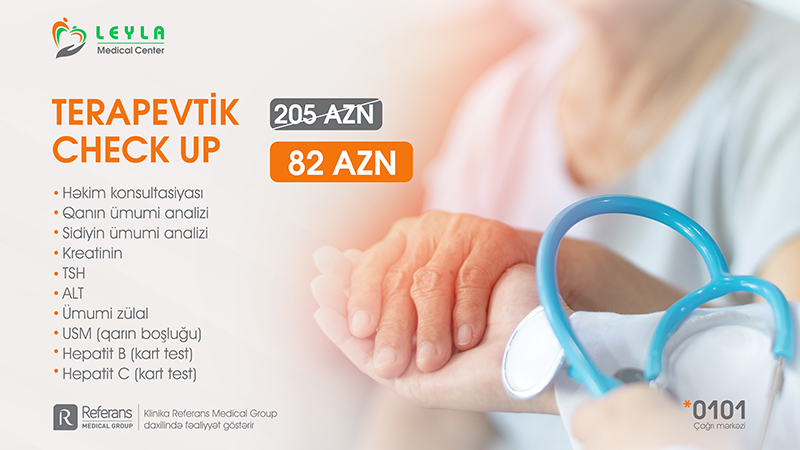 LEYLA
Medical Center
TERAPEVTİK
CHECK UP
205 AZN
82 AZN
• Həkim konsultasiyası
• Qanın ümumi analizi
• Sidiyin ümumi analizi
• Kreatinin
• TSH
• ALT
• Ümumi zülal
• USM (qarın boşluğu)
• Hepatit B (kart test)
• Hepatit C (kart test)
R Referans
MEDICAL GROUP
Klinika Referans Medical Group
daxilində fəaliyyət göstərir
*0101
Çağrı mərkəzi